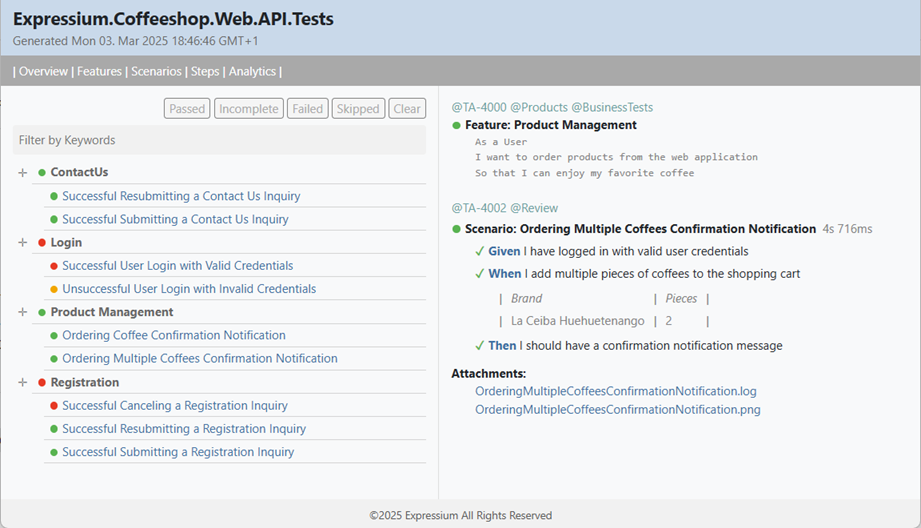 Expressium.Coffeeshop.Web.API.Tests
Generated Mon 03. Mar 2025 18:46:46 GMT+1
| Overview | Features | Scenarios | Steps | Analytics |
Passed Incomplete Failed Skipped Clear
Filter by Keywords
ContactUs
Successful Resubmitting a Contact Us Inquiry
Successful Submitting a Contact Us Inquiry
Login
Successful User Login with Valid Credentials
Unsuccessful User Login with Invalid Credentials
Product Management
Ordering Coffee Confirmation Notification
Ordering Multiple Coffees Confirmation Notification
Registration
Successful Canceling a Registration Inquiry
Successful Resubmitting a Registration Inquiry
Successful Submitting a Registration Inquiry
@TA-4000 @Products @BusinessTests
Feature: Product Management
As a User
I want to order products from the web application
So that I can enjoy my favorite coffee
@TA-4002 @Review
Scenario: Ordering Multiple Coffees Confirmation Notification 4s 716ms
✓ Given I have logged in with valid user credentials
✓ When I add multiple pieces of coffees to the shopping cart
| Brand | Pieces |
| La Ceiba Huehuetenango | 2 |
✓ Then I should have a confirmation notification message
Attachments:
OrderingMultipleCoffeesConfirmationNotification.log
OrderingMultipleCoffeesConfirmationNotification.png
©2025 Expressium All Rights Reserved